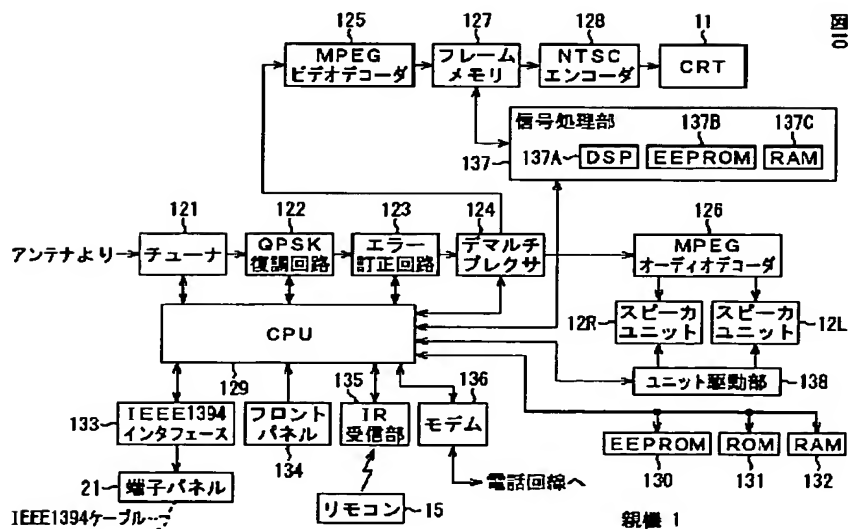 図10
125
127
128
11
MPEG
ビデオデコーダ
フレーム
メモリ
NTSC
エンコーダ
CRT
信号処理部
137B
137C
137A
DSP
EEPROM
RAM
137
121
122
123
124
126
アンテナより
チューナ
QPSK
復調回路
エラー
訂正回路
デマルチ
プレクサ
MPEG
オーディオデコーダ
CPU
12R
スピーカ
ユニット
スピーカ
ユニット
12L
129
135
136
ユニット駆動部
138
133
IEEE1394
インタフェース
フロント
パネル
134
IR
受信部
モデム
EEPROM
ROM
RAM
130
131
132
21
端子パネル
電話回線へ
リモコン
15
IEEE1394ケーブル
親機 1